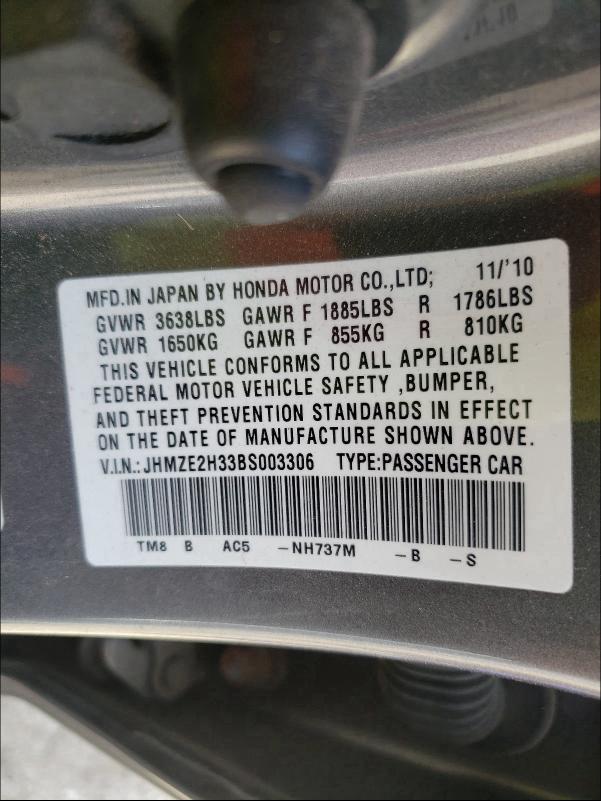 MFD.IN JAPAN BY HONDA MOTOR CO.,LTD; 11/'10
GVWR 3638LBS GAWR F 1885LBS R 1786LBS
GVWR 1650KG GAWR F 855KG R 810KG
THIS VEHICLE CONFORMS TO ALL APPLICABLE
FEDERAL MOTOR VEHICLE SAFETY ,BUMPER,
AND THEFT PREVENTION STANDARDS IN EFFECT
ON THE DATE OF MANUFACTURE SHOWN ABOVE.
V.I.N.: JHMZE2H33BS003306 TYPE:PASSENGER CAR
TM8 B AC5 -NH737M -B -S